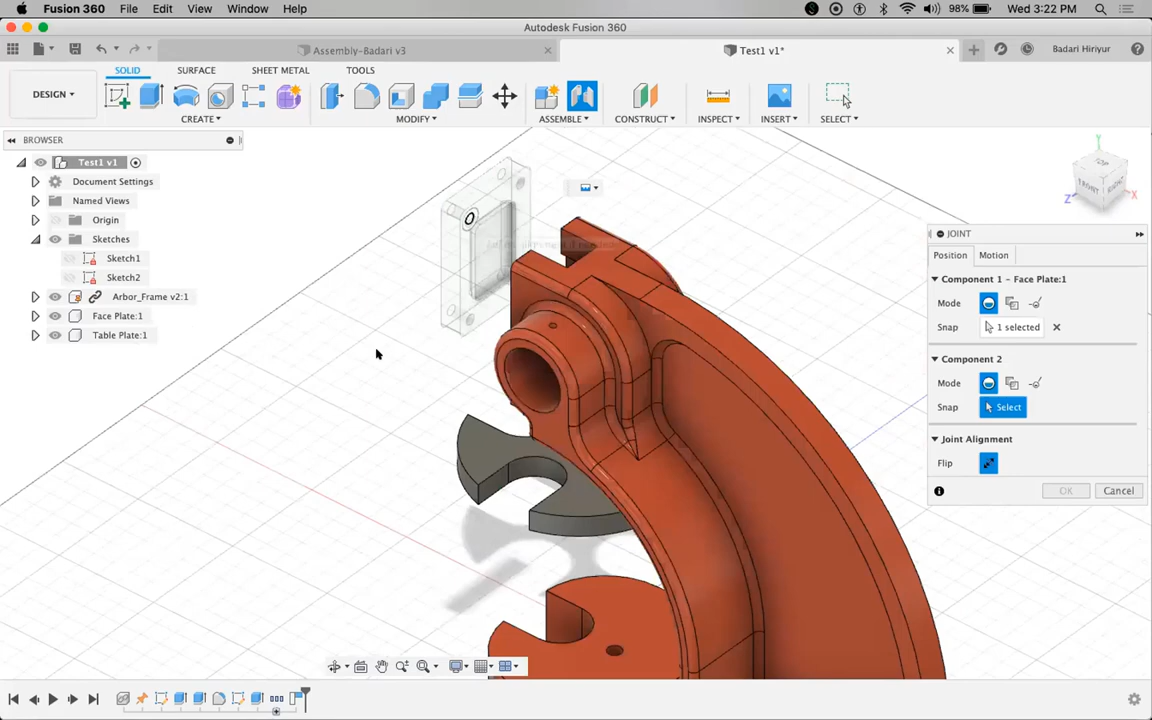 Fusion 360 File Edit View Window Help 98% Wed 3:22 PM
Autodesk Fusion 360
Assembly-Badari v3 Test1 v1* Badari Hiriyur
SOLID SURFACE SHEET METAL TOOLS
DESIGN
CREATE MODIFY ASSEMBLE CONSTRUCT INSPECT INSERT SELECT
BROWSER
Test1 v1
Document Settings
Named Views
Origin
Sketches
Sketch1
Sketch2
Arbor_Frame v2:1
Face Plate:1
Table Plate:1
TOP
FRONT
RIGHT
Y
Z
X
JOINT
Position Motion
Component 1 - Face Plate:1
Mode
Snap 1 selected
Component 2
Mode
Snap Select
Joint Alignment
Flip
OK Cancel